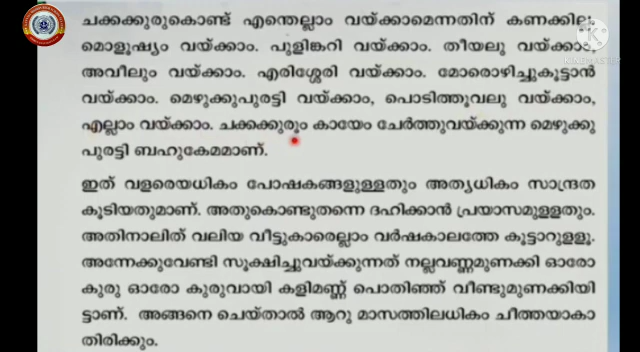 ചക്കക്കുരുകൊണ്ട് എന്തെല്ലാം വയ്ക്കാമെന്നതിന് കണക്കില്ല.
മൊളൂഷ്യം വയ്ക്കാം. പുളിങ്കറി വയ്ക്കാം. തീയലു വയ്ക്കാം,
അവീലും വയ്ക്കാം. എരിശ്ശേരി വയ്ക്കാം. മോരൊഴിച്ചുകൂട്ടാൻ
വയ്ക്കാം. മെഴുക്കുപുരട്ടി വയ്ക്കാം, പൊടിത്തൂവലു വയ്ക്കാം,
എല്ലാം വയ്ക്കാം. ചക്കക്കുരും കായേം ചേർത്തുവയ്ക്കുന്ന മെഴുക്കു
പുരട്ടി ബഹുകേമമാണ്.
ഇത് വളരെയധികം പോഷകങ്ങളുള്ളതും അത്യധികം സാന്ദ്രത
കൂടിയതുമാണ്. അതുകൊണ്ടുതന്നെ ദഹിക്കാൻ പ്രയാസമുള്ളതും.
അതിനാലിത് വലിയ വീട്ടുകാരെല്ലാം വർഷകാലത്തേ കൂട്ടാറുള്ളൂ.
അന്നേക്കുവേണ്ടി സൂക്ഷിച്ചുവയ്ക്കുന്നത് നല്ലവണ്ണമുണക്കി ഓരോ
കുരു ഓരോ കുരുവായി കളിമണ്ണ് പൊതിഞ്ഞ് വീണ്ടുമുണക്കിയി
ട്ടാണ്. അങ്ങനെ ചെയ്താൽ ആറു മാസത്തിലധികം ചീത്തയാകാ
തിരിക്കും.